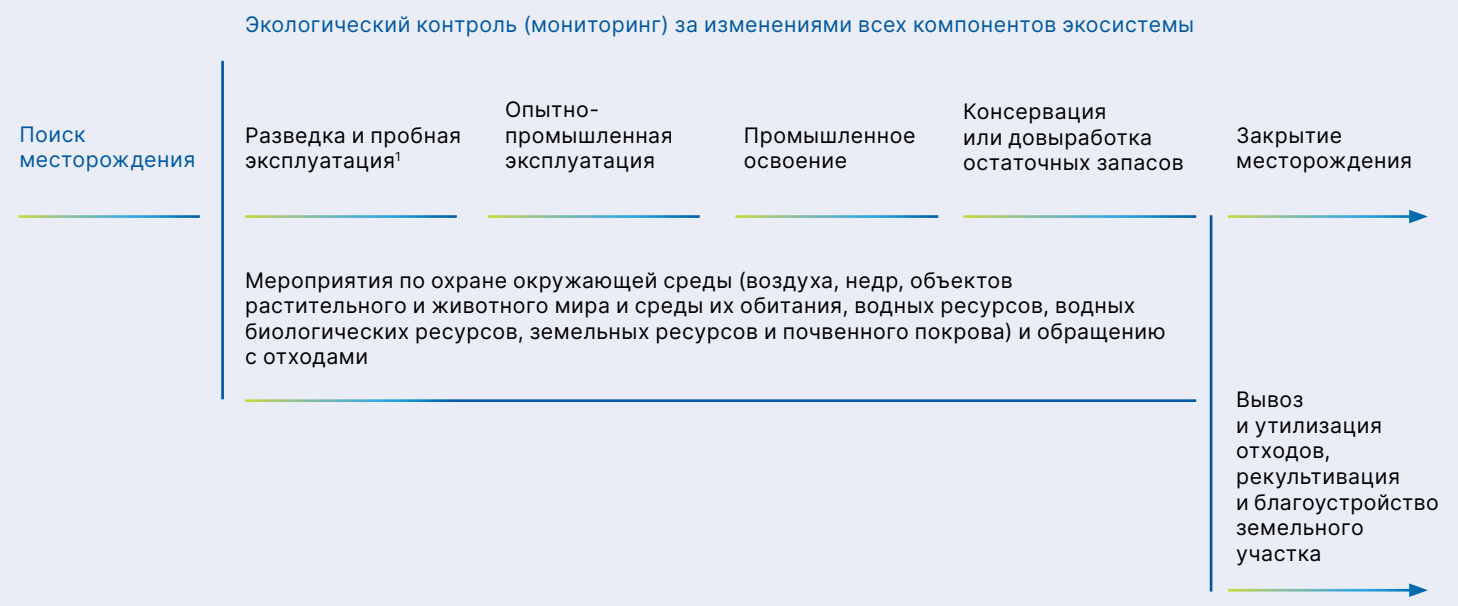 Экологический контроль (мониторинг) за изменениями всех компонентов экосистемы
Поиск
месторождения
Разведка и пробная
эксплуатация¹
Опытно-
промышленная
эксплуатация
Промышленное
освоение
Консервация
или довыработка
остаточных запасов
Закрытие
месторождения
Мероприятия по охране окружающей среды (воздуха, недр, объектов
растительного и животного мира и среды их обитания, водных ресурсов, водных
биологических ресурсов, земельных ресурсов и почвенного покрова) и обращению
с отходами
Вывоз
и утилизация
отходов,
рекультивация
и благоустройство
земельного
участка